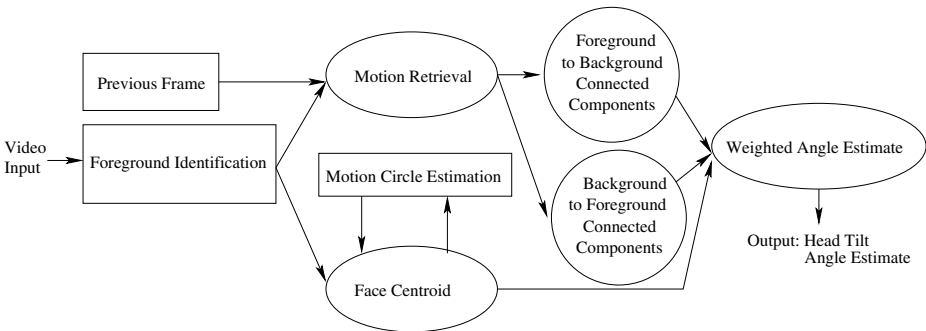 Previous Frame
Video
Input
Foreground Identification
Motion Retrieval
Motion Circle Estimation
Face Centroid
Foreground
to Background
Connected
Components
Background
to Foreground
Connected
Components
Weighted Angle Estimate
Output: Head Tilt
Angle Estimate